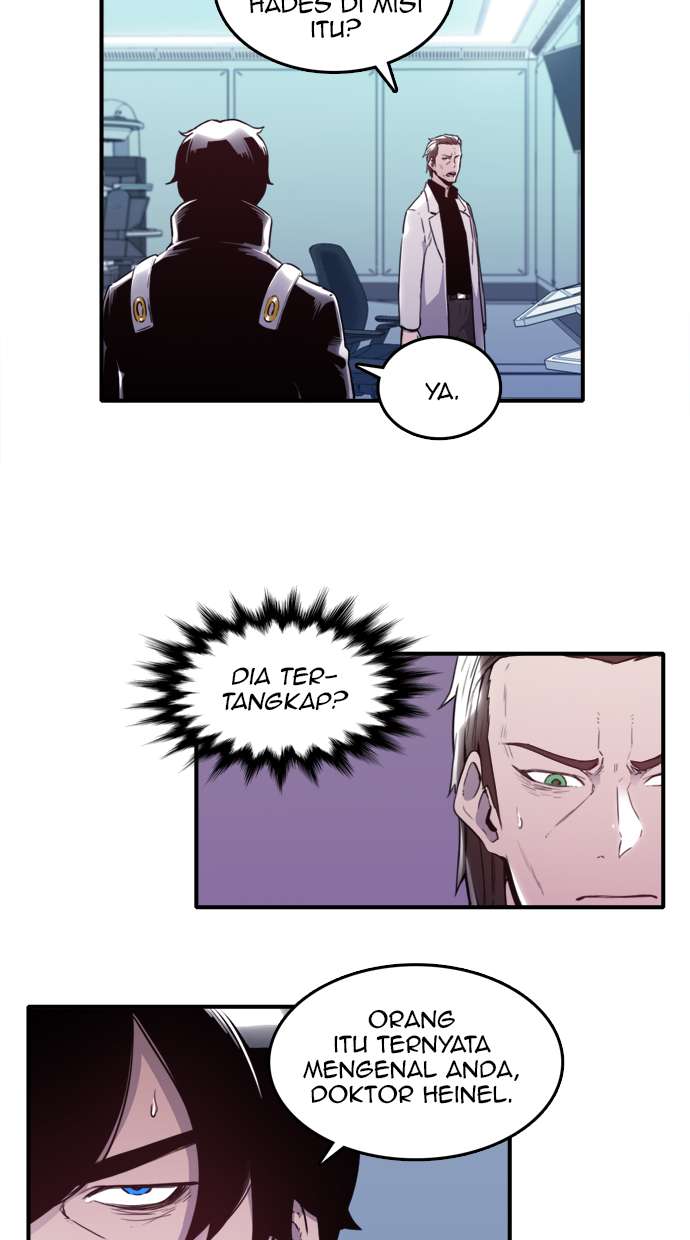 HADES DI MISI
ITU?
YA.
DIA TER-
TANGKAP?
ORANG
ITU TERNYATA
MENGENAL ANDA,
DOKTOR HEINEL.